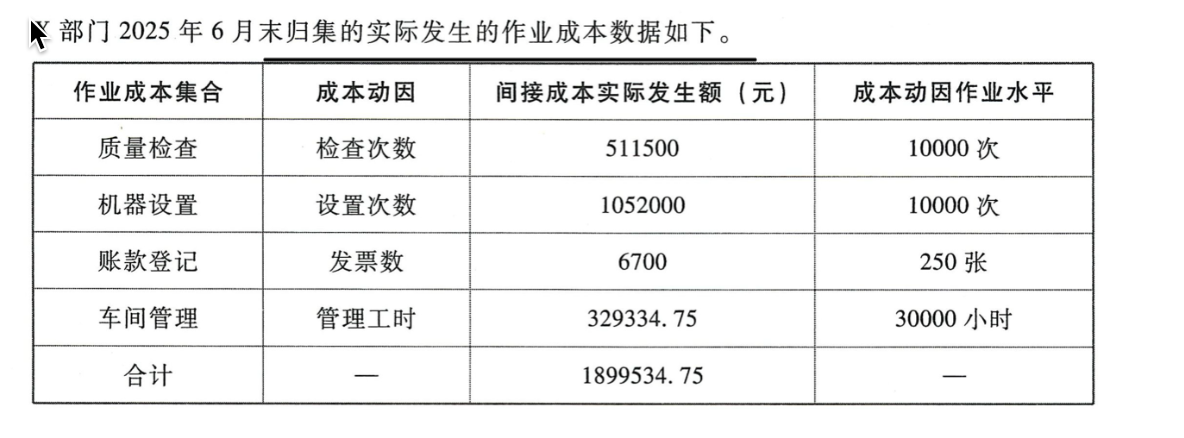 部门 2025 年 6 月末归集的实际发生的作业成本数据如下。
作业成本集合 成本动因 间接成本实际发生额（元） 成本动因作业水平
质量检查 检查次数 511500 10000 次
机器设置 设置次数 1052000 10000 次
账款登记 发票数 6700 250 张
车间管理 管理工时 329334.75 30000 小时
合计 — 1899534.75 —